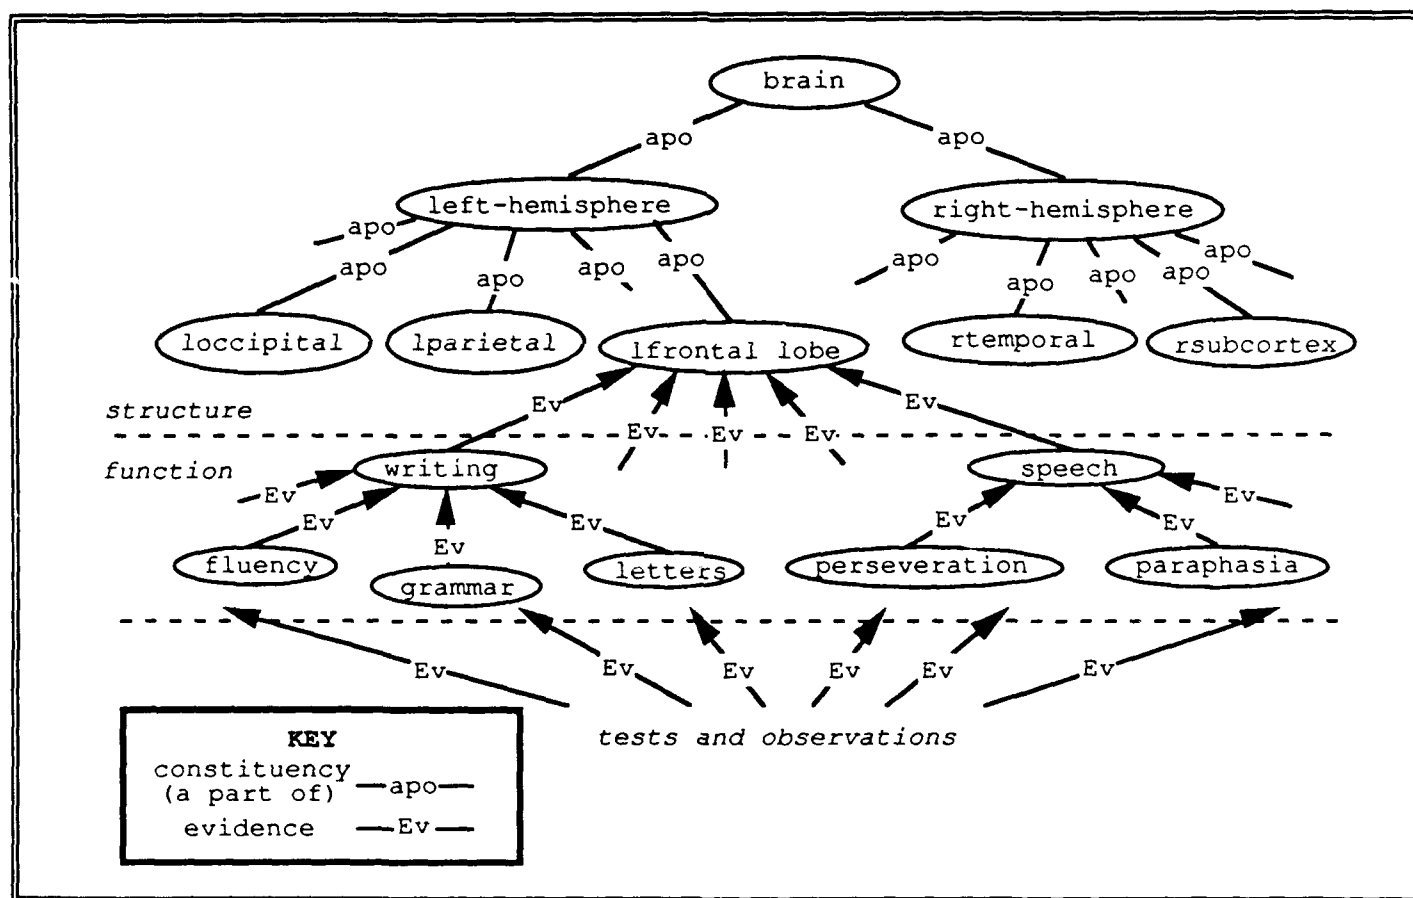 brain
apo apo
left-hemisphere right-hemisphere
apo apo apo apo apo apo apo apo apo apo
loccipital lparietal lfrontal lobe rtemporal rsubcortex
structure
Ev Ev Ev Ev Ev
function
writing speech
Ev Ev Ev Ev Ev Ev Ev
fluency grammar letters perseveration paraphasia
Ev Ev Ev Ev Ev Ev
tests and observations
KEY
constituency
(a part of) apo
evidence Ev